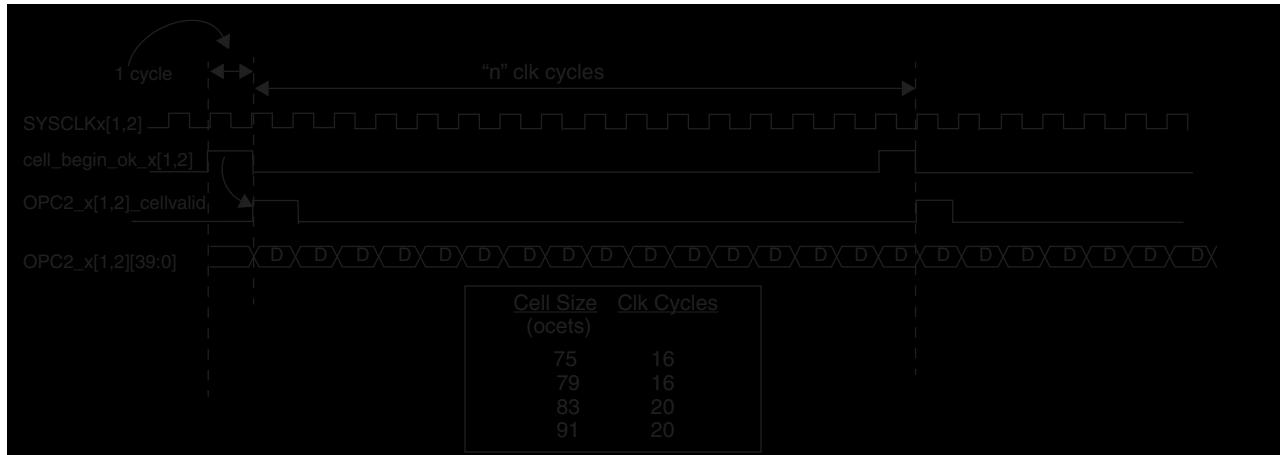 1 cycle
“n” clk cycles
SYSCLKx[1,2]
cell_begin_ok_x[1,2]
OPC2_x[1,2]_cellvalid
OPC2_x[1,2][39:0] D D D D D D D D D D D D D D D D D D D D D D D
Cell Size Clk Cycles
(ocets)
75 16
79 16
83 20
91 20